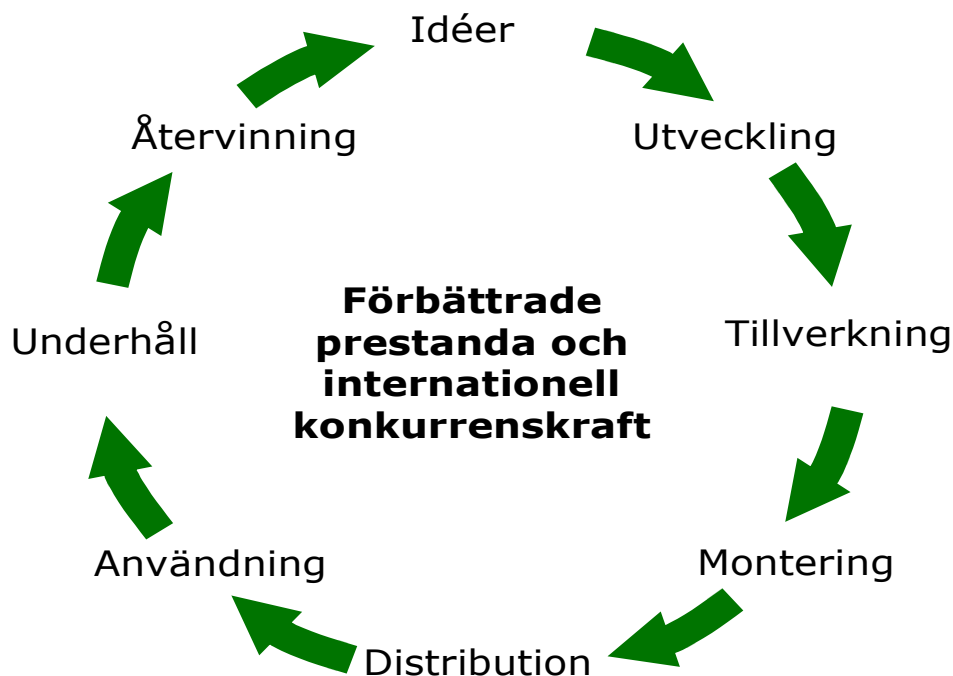 Idéer
Återvinning
Utveckling
Förbättrade
prestanda och
internationell
konkurrenskraft
Underhåll
Tillverkning
Användning
Montering
Distribution